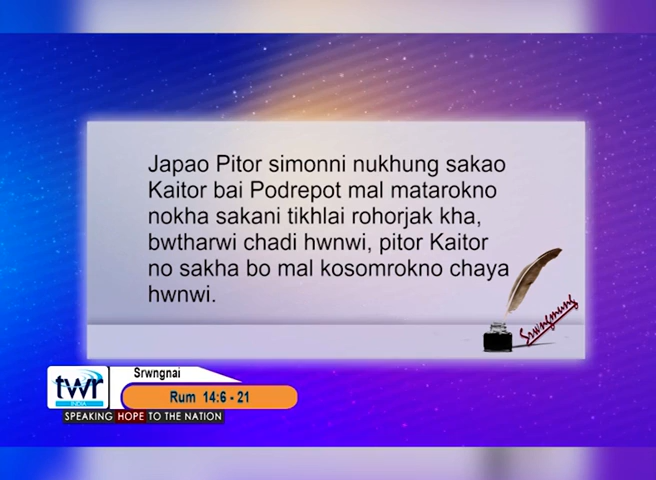 Japao Pitor simonni nukhung sakao
Kaitor bai Podrepot mal matarokno
nokha sakani tikhlai rohorjak kha,
bwtharwi chadi hwnwi, pitor Kaitor
no sakha bo mal kosomrokno chaya
hwnwi.
Srwngmung
twr
INDIA
Srwngnai
Rum 14:6 - 21
SPEAKING HOPE TO THE NATION